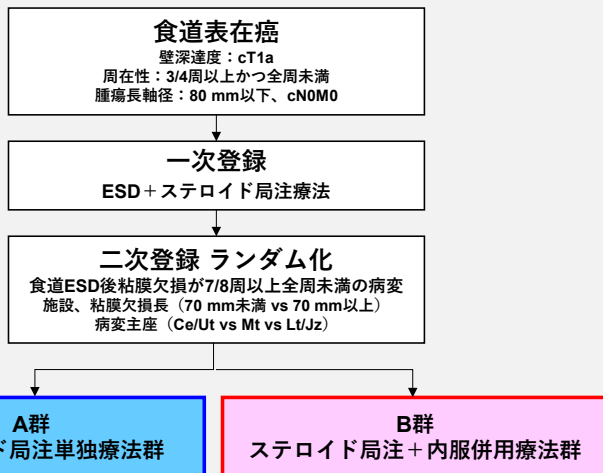 食道表在癌
壁深達度：cT1a
周在性：3/4周以上かつ全周未満
腫瘍長軸径：80 mm以下、cN0M0
一次登録
ESD＋ステロイド局注療法
二次登録 ランダム化
食道ESD後粘膜欠損が7/8周以上全周未満の病変
施設、粘膜欠損長（70 mm未満 vs 70 mm以上）
病変主座（Ce/Ut vs Mt vs Lt/Jz）
A群
ド局注単独療法群
B群
ステロイド局注＋内服併用療法群